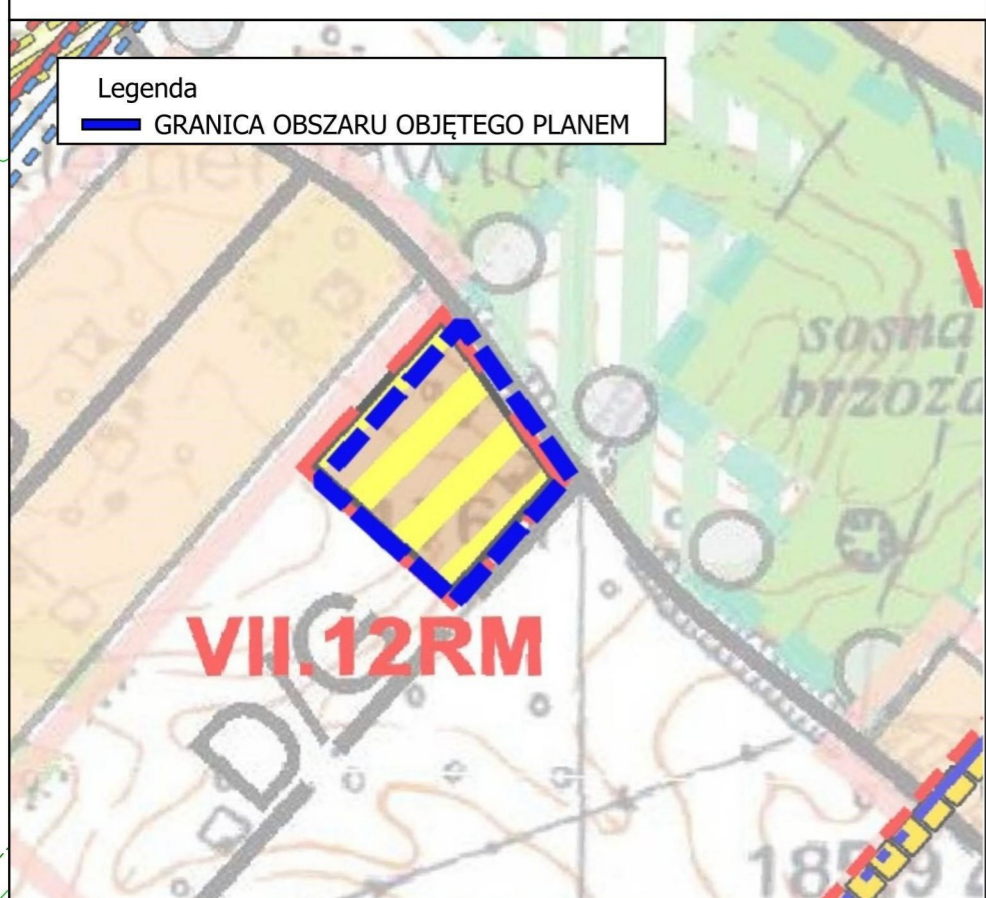 Legenda
GRANICA OBSZARU OBJĘTEGO PLANEM
sosna
brzoza
VII.12RM
D/G